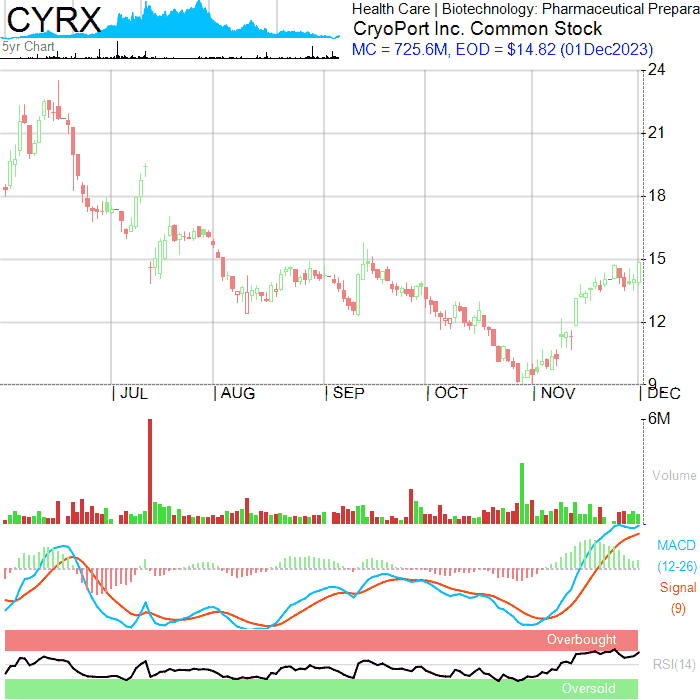 CYRX
5yr Chart
Health Care | Biotechnology: Pharmaceutical Prepara
CryoPort Inc. Common Stock
MC = 725.6M, EOD = $14.82 (01Dec2023)
24
21
18
15
12
9
JUL AUG SEP OCT NOV DEC
6M
Volume
MACD
(12-26)
Signal
(9)
Overbought
RSI(14)
Oversold